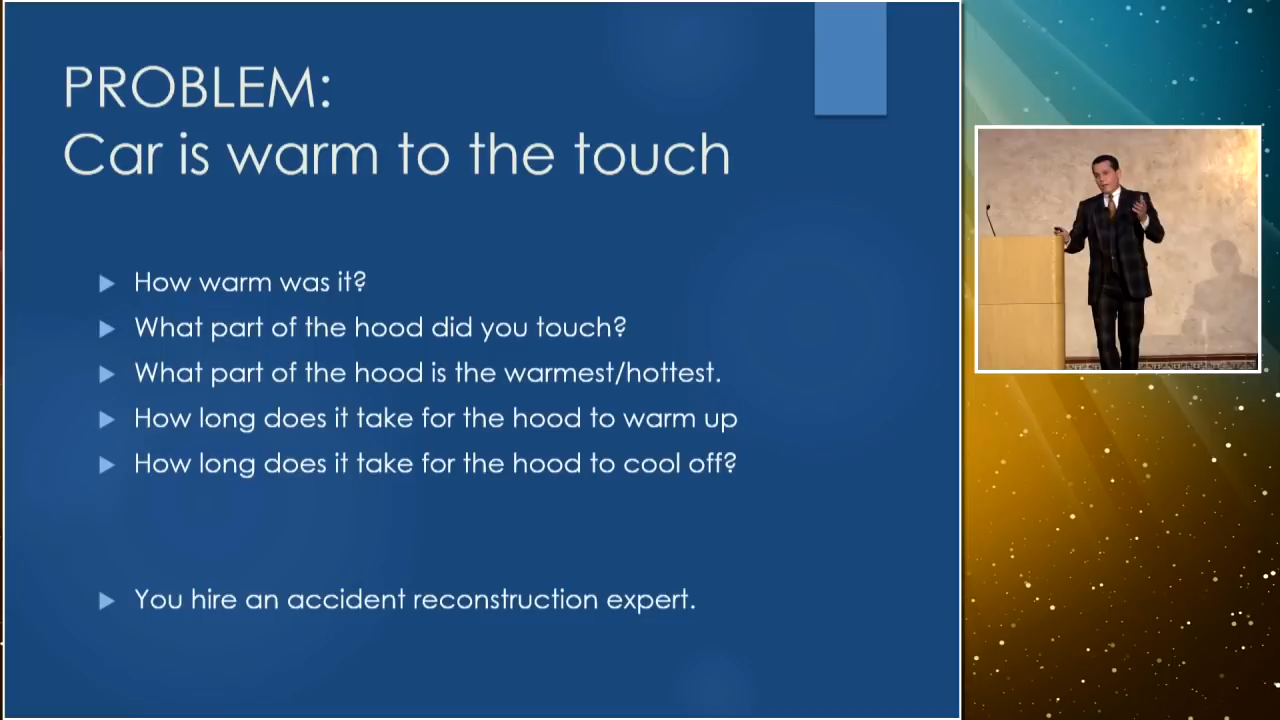 PROBLEM:
Car is warm to the touch
How warm was it?
What part of the hood did you touch?
What part of the hood is the warmest/hottest.
How long does it take for the hood to warm up
How long does it take for the hood to cool off?
You hire an accident reconstruction expert.